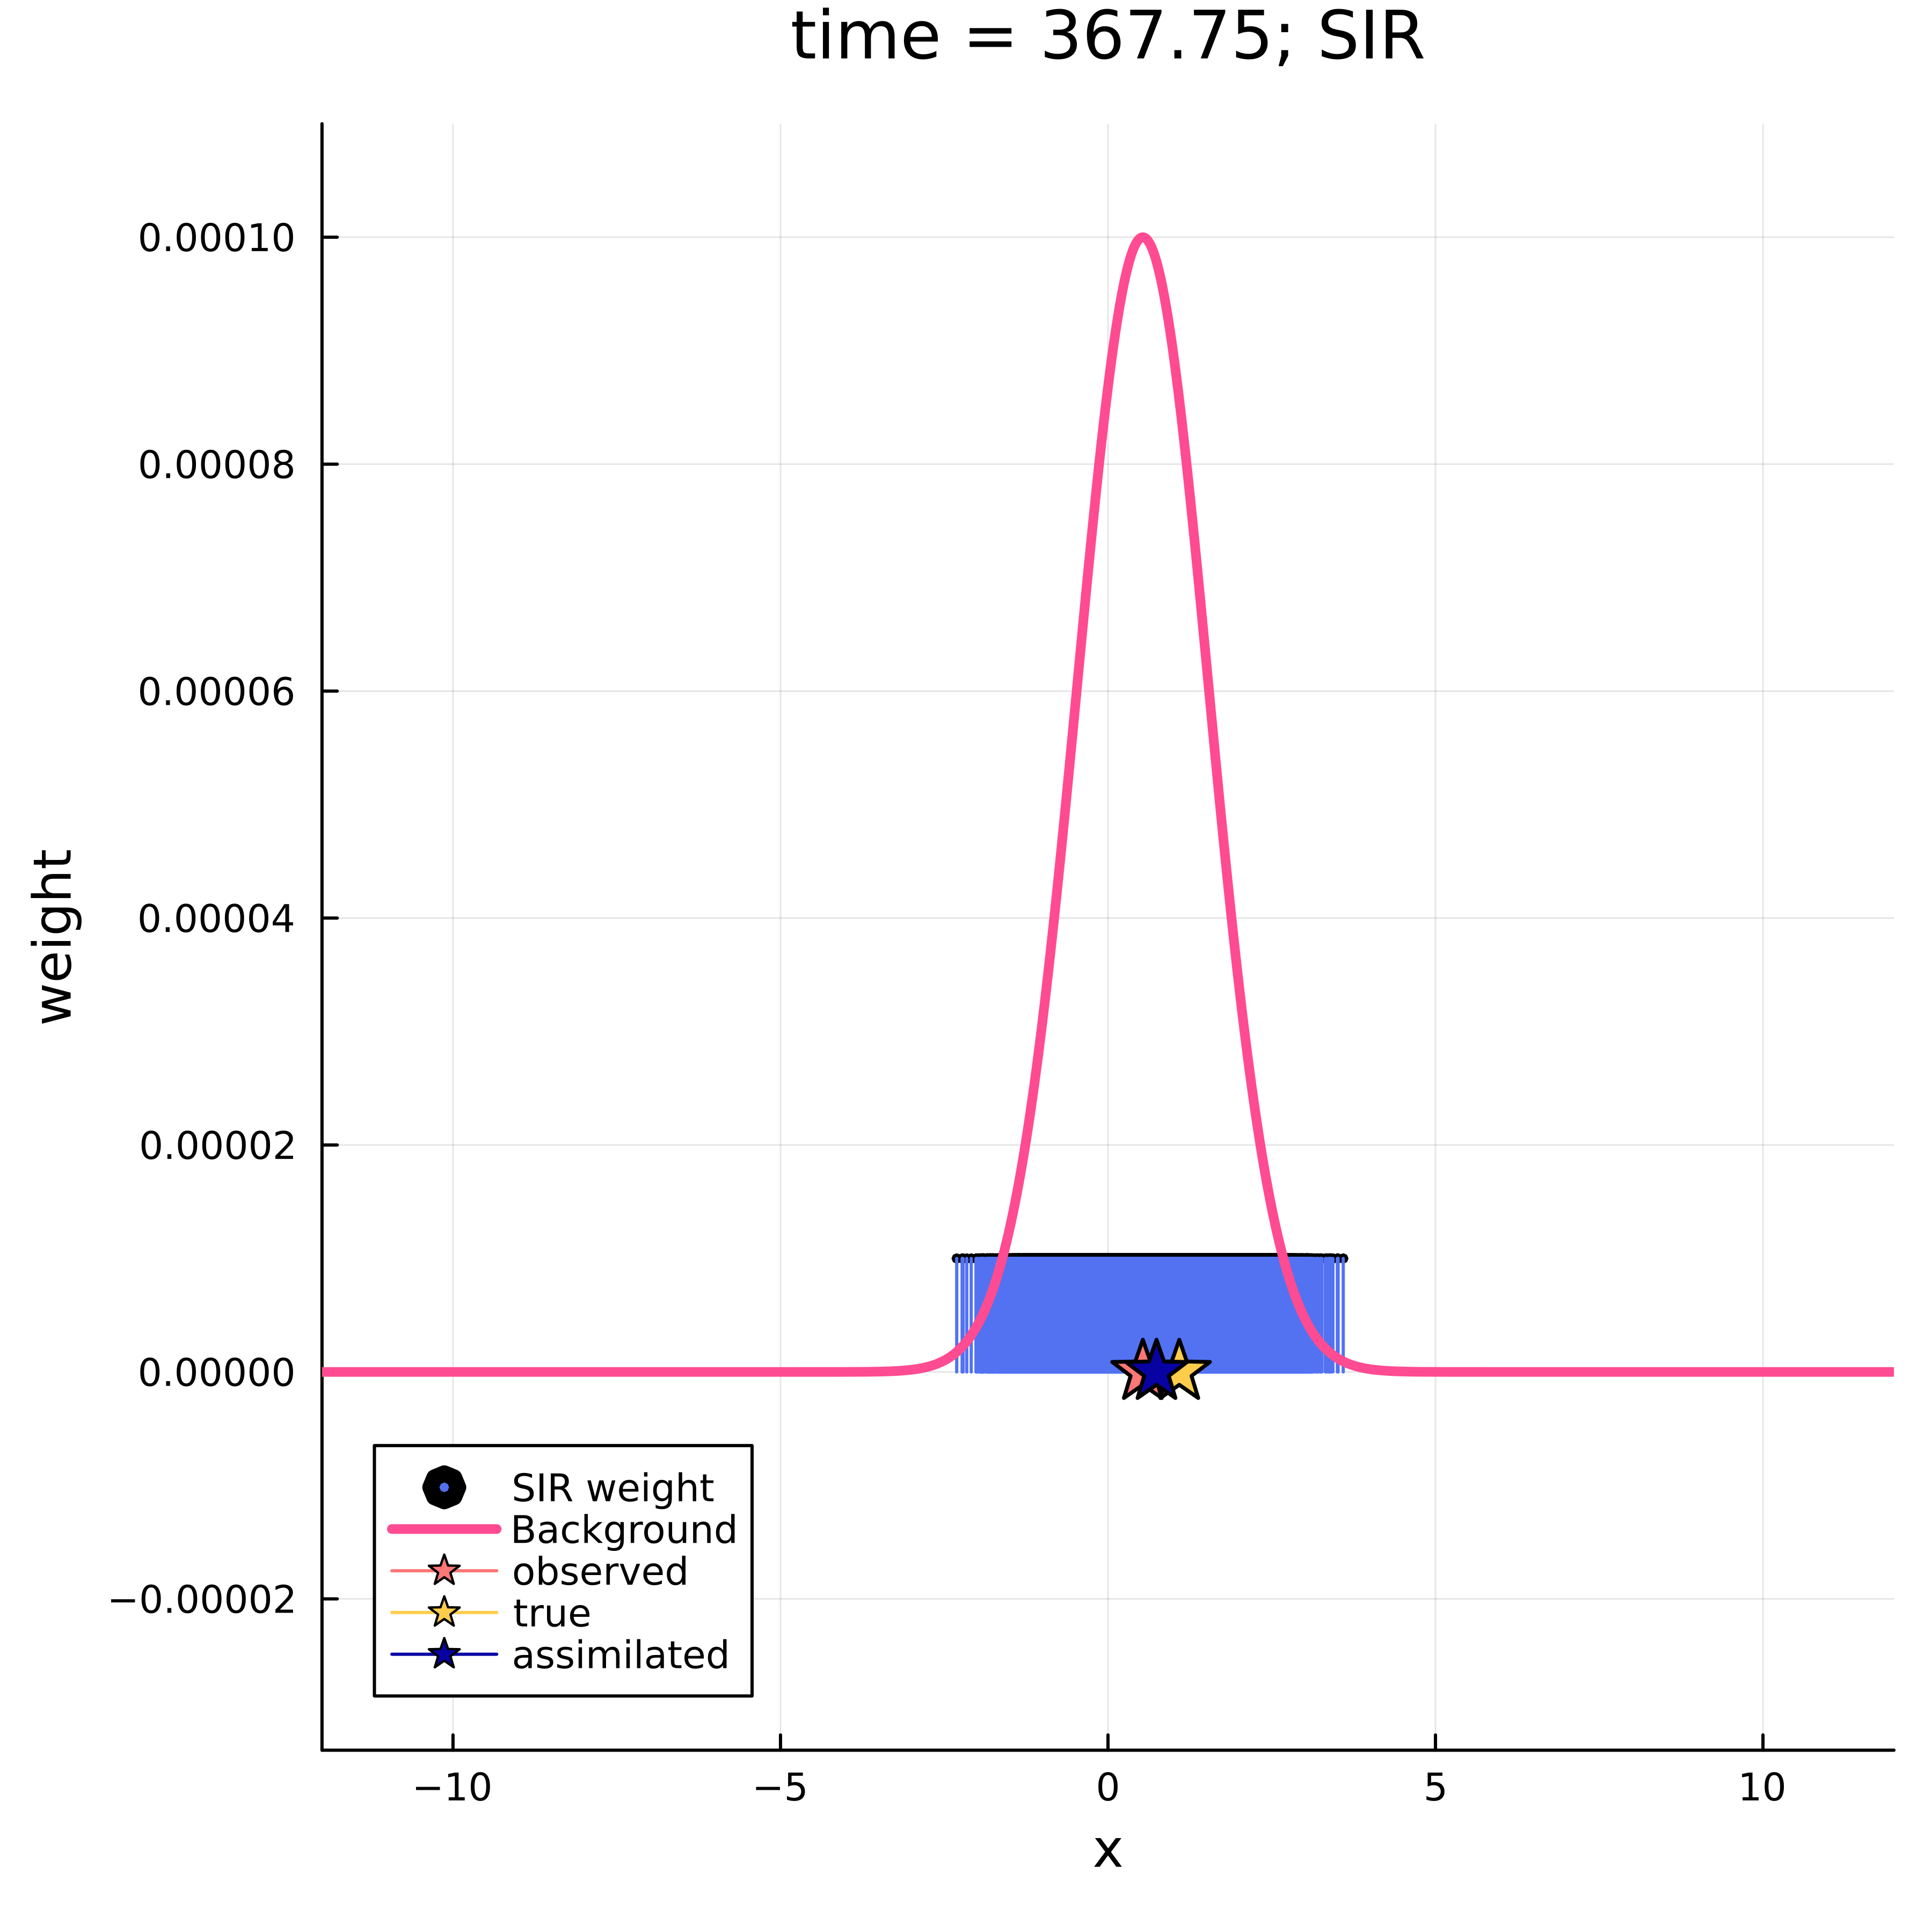 time = 367.75; SIR
0.00010
0.00008
0.00006
0.00004
0.00002
0.00000
−0.00002
weight
SIR weight
Background
observed
true
assimilated
−10 −5 0 5 10
x